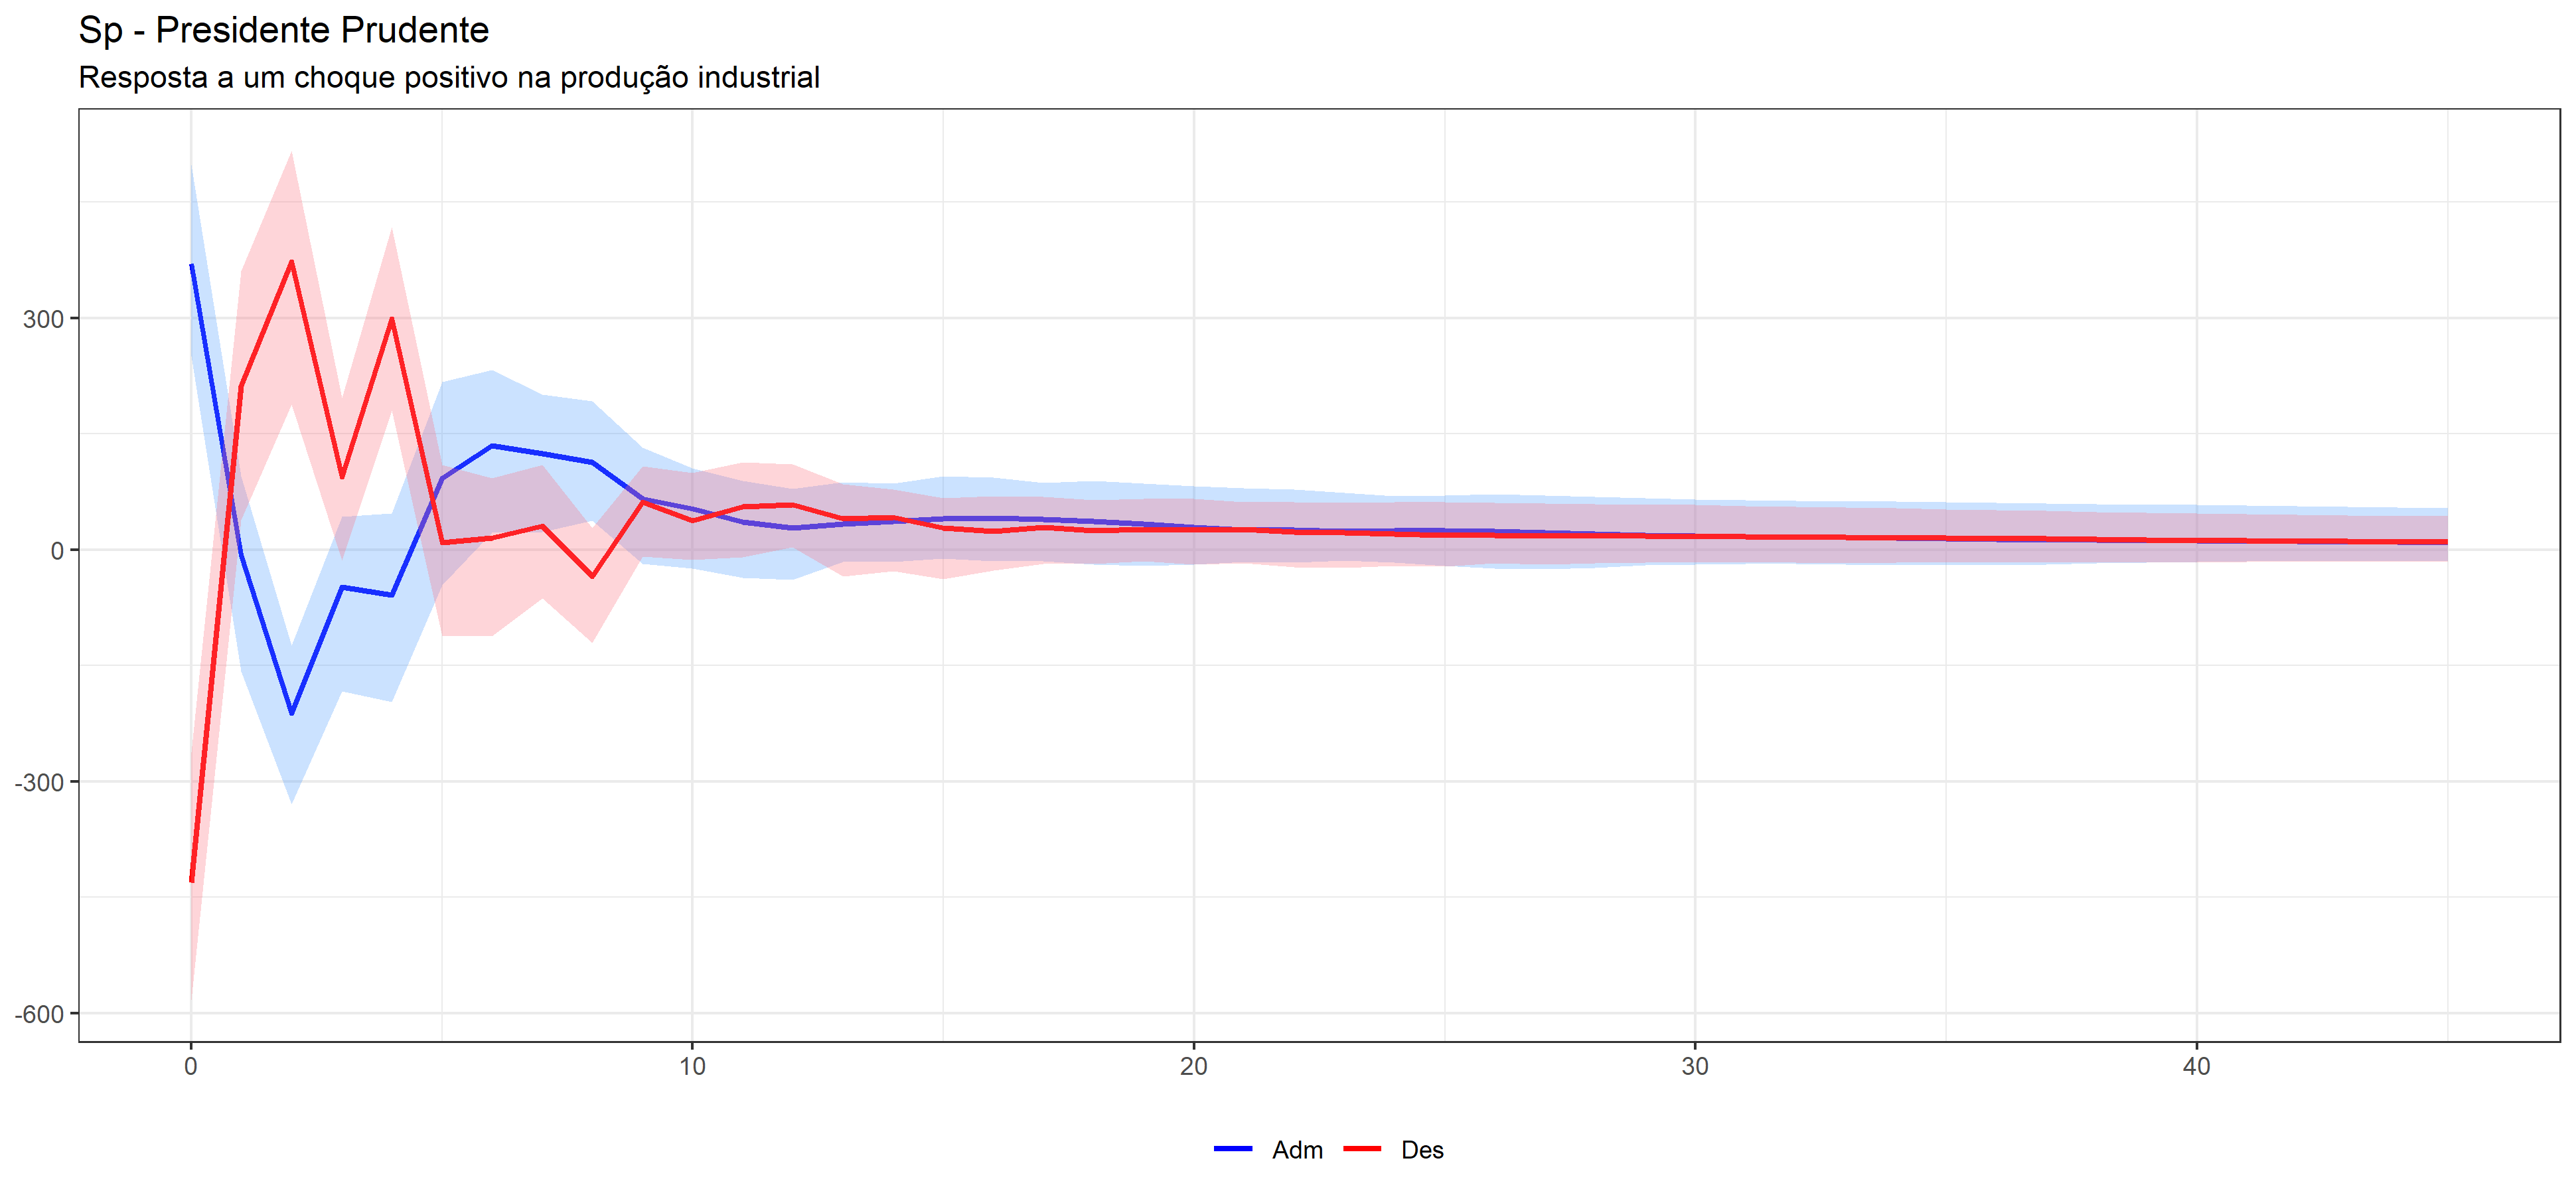 Sp - Presidente Prudente
Resposta a um choque positivo na produção industrial
300
0
-300
-600
0 10 20 30 40
Adm Des